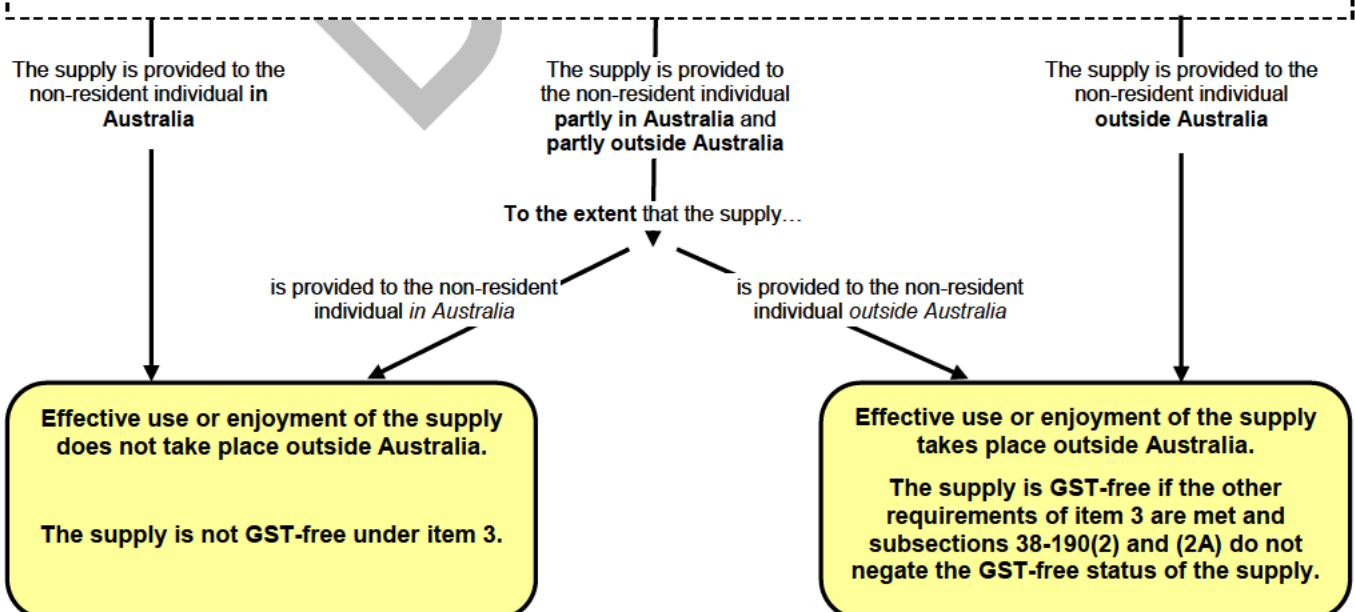 The supply is provided to the
non-resident individual in
Australia
The supply is provided to
the non-resident individual
partly in Australia and
partly outside Australia
The supply is provided to the
non-resident individual
outside Australia
To the extent that the supply…
is provided to the non-resident
individual in Australia
is provided to the non-resident
individual outside Australia
Effective use or enjoyment of the supply
does not take place outside Australia.
The supply is not GST-free under item 3.
Effective use or enjoyment of the supply
takes place outside Australia.
The supply is GST-free if the other
requirements of item 3 are met and
subsections 38-190(2) and (2A) do not
negate the GST-free status of the supply.